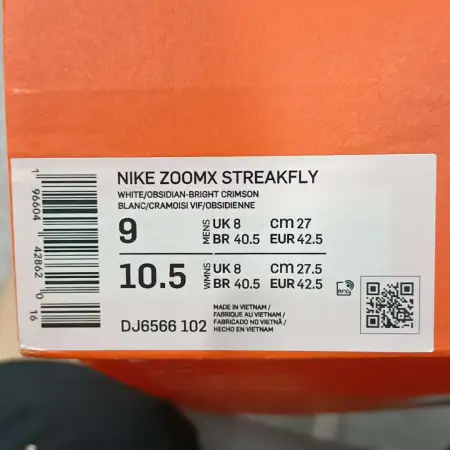 NIKE ZOOMX STREAKFLY
WHITE/OBSIDIAN-BRIGHT CRIMSON
BLANC/CRAMOISI VIF/OBSIDIENNE
9 MENS UK 8 CM 27
BR 40.5 EUR 42.5
10.5 WMNS UK 8 CM 27.5
BR 40.5 EUR 42.5
DJ6566 102
MADE IN VIETNAM /
FABRIQUE AU VIETNAM /
FABRICADO NO VIETNÃ /
HECHO EN VIETNAM
RFID
1 96604 42862 0 16